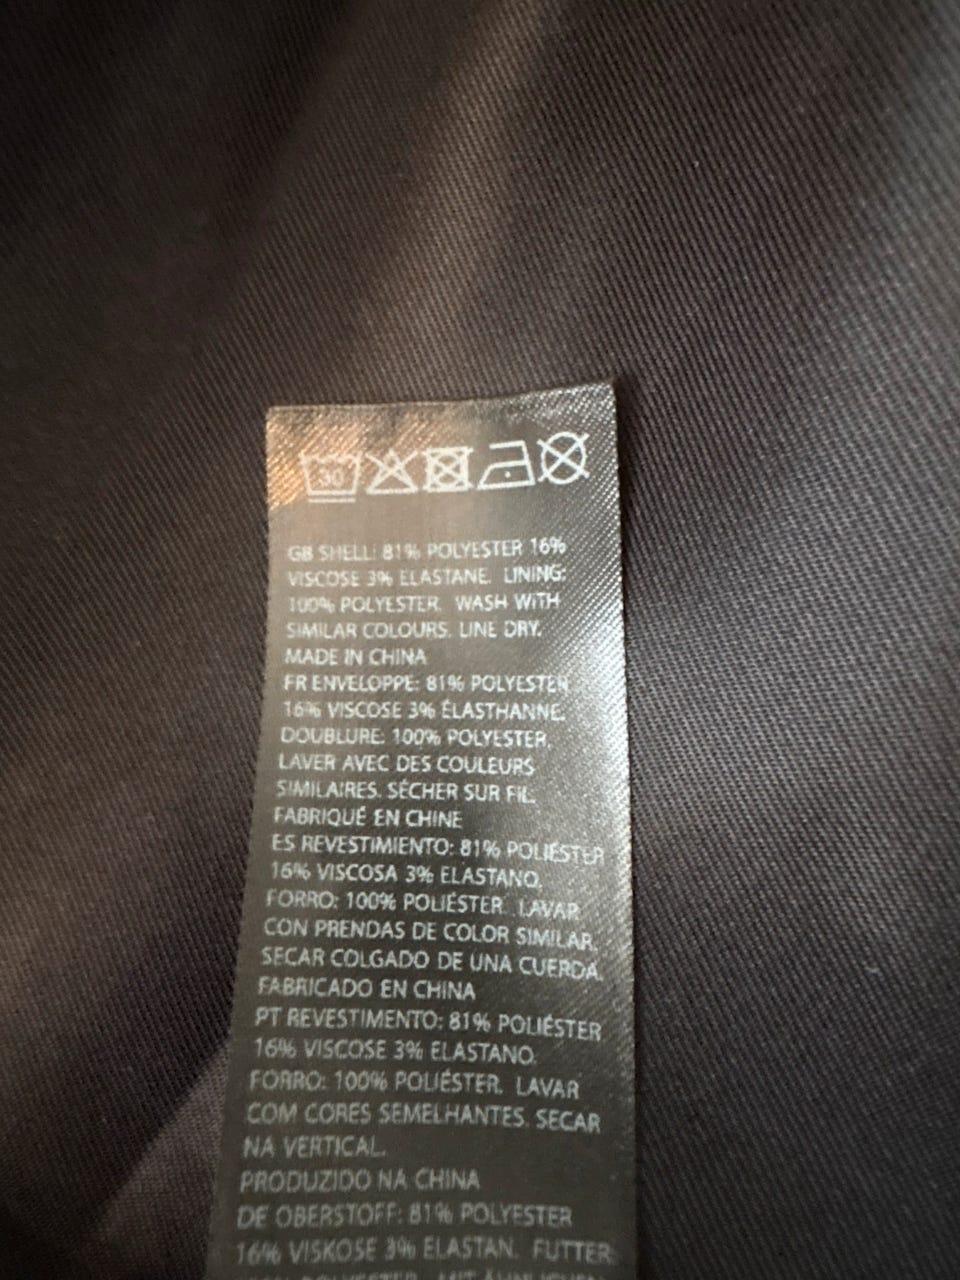 30
GB SHELL: 81% POLYESTER 16%
VISCOSE 3% ELASTANE. LINING:
100% POLYESTER. WASH WITH
SIMILAR COLOURS. LINE DRY.
MADE IN CHINA
FR ENVELOPPE: 81% POLYESTER
16% VISCOSE 3% ÉLASTHANNE.
DOUBLURE: 100% POLYESTER.
LAVER AVEC DES COULEURS
SIMILAIRES. SÉCHER SUR FIL.
FABRIQUÉ EN CHINE
ES REVESTIMIENTO: 81% POLIÉSTER
16% VISCOSA 3% ELASTANO.
FORRO: 100% POLIÉSTER. LAVAR
CON PRENDAS DE COLOR SIMILAR.
SECAR COLGADO DE UNA CUERDA.
FABRICADO EN CHINA
PT REVESTIMENTO: 81% POLIÉSTER
16% VISCOSE 3% ELASTANO.
FORRO: 100% POLIÉSTER. LAVAR
COM CORES SEMELHANTES. SECAR
NA VERTICAL.
PRODUZIDO NA CHINA
DE OBERSTOFF: 81% POLYESTER
16% VISKOSE 3% ELASTAN. FUTTER: